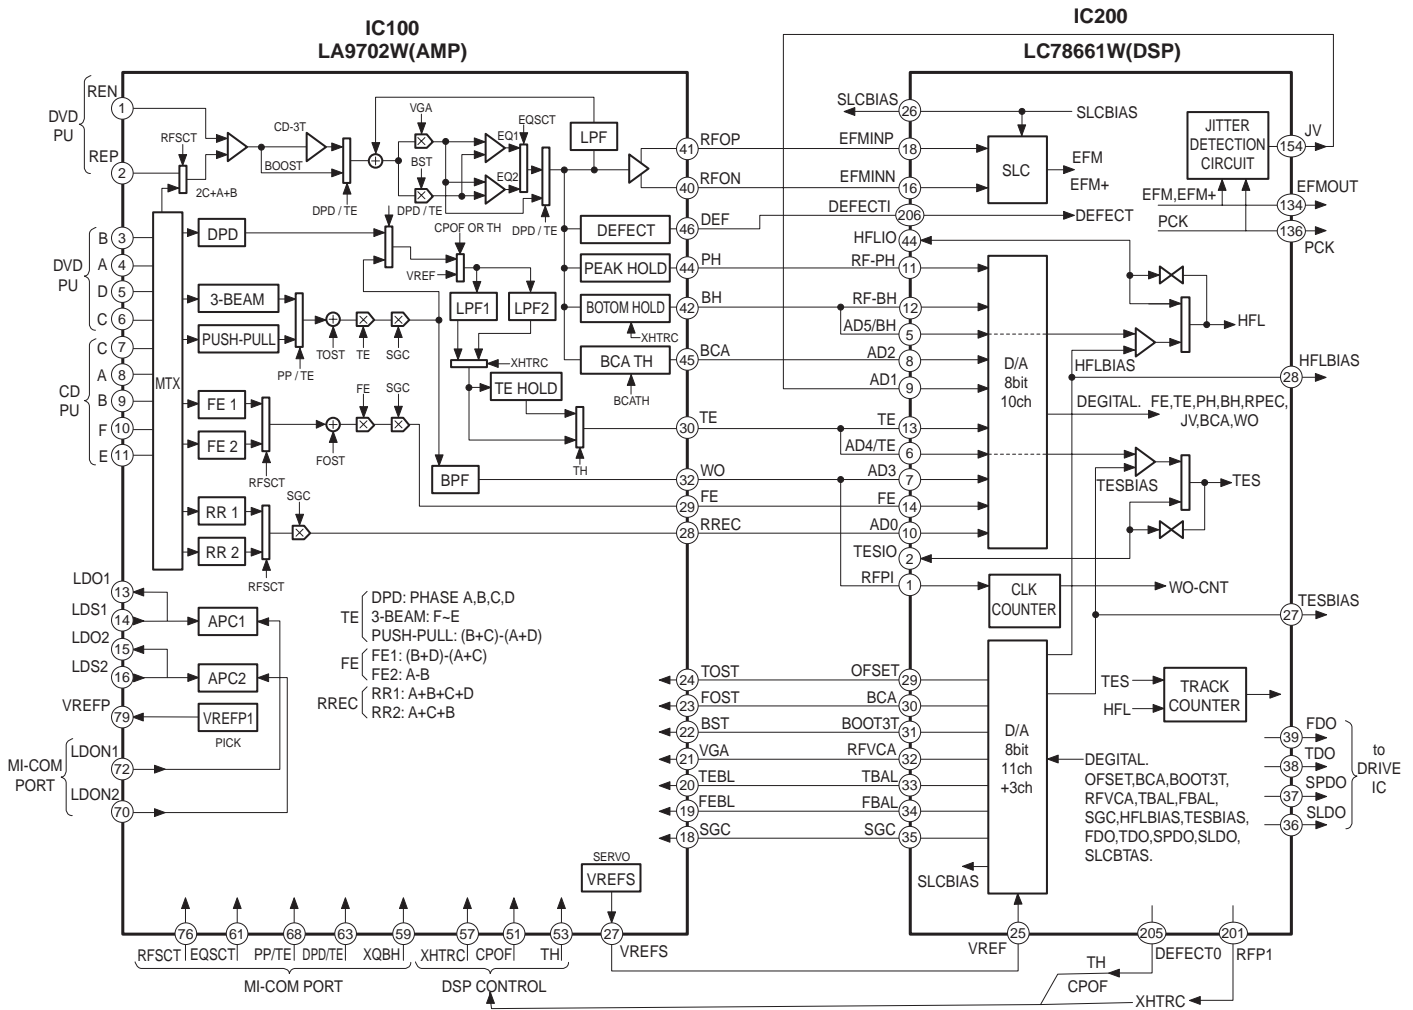 IC100
LA9702W(AMP)
IC200
LC78661W(DSP)
REN
1
DVD
PU
REP
2
RFSCT
CD-3T
BOOST
2C+A+B
DPD / TE
VGA
BST
DPD / TE
EQ1
EQ2
EQSCT
LPF
DPD / TE
CPOF OR TH
VREF
41
RFOP
40
RFON
46
DEF
44
PH
42
BH
45
BCA
30
TE
32
WO
29
FE
28
RREC
DEFECT
PEAK HOLD
BOTOM HOLD
XHTRC
BCA TH
BCATH
B
3
A
4
DVD
PU
D
5
C
6
C
7
A
8
CD
PU
B
9
F
10
E
11
MTX
DPD
3-BEAM
PUSH-PULL
PP / TE
TOST
TE
SGC
LPF1
LPF2
XHTRC
TE HOLD
TH
BPF
FE 1
FE 2
RFSCT
FOST
FE
SGC
RR 1
RR 2
RFSCT
SGC
LDO1
13
LDS1
14
LDO2
15
LDS2
16
VREFP
79
LDON1
72
MI-COM
PORT
LDON2
70
APC1
APC2
VREFP1
PICK
TE
DPD: PHASE A,B,C,D
3-BEAM: F~E
PUSH-PULL: (B+C)-(A+D)
FE
FE1: (B+D)-(A+C)
FE2: A-B
RREC
RR1: A+B+C+D
RR2: A+C+B
24
TOST
23
FOST
22
BST
21
VGA
20
TEBL
19
FEBL
18
SGC
SERVO
VREFS
76
61
68
63
59
57
51
53
27
RFSCT
EQSCT
PP/TE
DPD/TE
XQBH
XHTRC
CPOF
TH
VREFS
MI-COM PORT
DSP CONTROL
SLCBIAS
26
SLCBIAS
EFMINP
18
EFMINN
16
SLC
EFM
EFM+
DEFECTI
206
DEFECT
HFLIO
44
RF-PH
11
RF-BH
12
AD5/BH
5
AD2
8
AD1
9
TE
13
AD4/TE
6
AD3
7
FE
14
AD0
10
TESIO
2
RFPI
1
D/A
8bit
10ch
JITTER
DETECTION
CIRCUIT
JV
154
EFM,EFM+
EFMOUT
134
PCK
136
PCK
HFL
HFLBIAS
HFLBIAS
28
DEGITAL. FE,TE,PH,BH,RPEC,
JV,BCA,WO
TESBIAS
TES
CLK
COUNTER
WO-CNT
TESBIAS
27
OFSET
29
BCA
30
BOOT3T
31
RFVCA
32
TBAL
33
FBAL
34
SGC
35
D/A
8bit
11ch
+3ch
TES
HFL
TRACK
COUNTER
DEGITAL.
OFSET,BCA,BOOT3T,
RFVCA,TBAL,FBAL,
SGC,HFLBIAS,TESBIAS,
FDO,TDO,SPDO,SLDO,
SLCBTAS.
39
FDO
38
TDO
37
SPDO
36
SLDO
to
DRIVE
IC
SLCBIAS
25
VREF
205
DEFECT0
201
RFP1
TH
CPOF
XHTRC